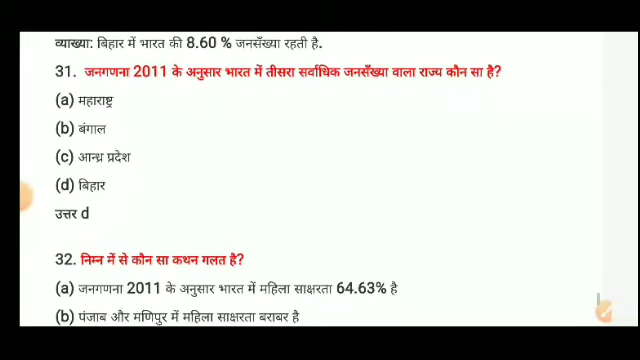 व्याख्या: बिहार में भारत की 8.60 % जनसँख्या रहती है.
31. जनगणना 2011 के अनुसार भारत में तीसरा सर्वाधिक जनसँख्या वाला राज्य कौन सा है?
(a) महाराष्ट्र
(b) बंगाल
(c) आन्ध्र प्रदेश
(d) बिहार
उत्तर d
32. निम्न में से कौन सा कथन गलत है?
(a) जनगणना 2011 के अनुसार भारत में महिला साक्षरता 64.63% है
(b) पंजाब और मणिपुर में महिला साक्षरता बराबर है